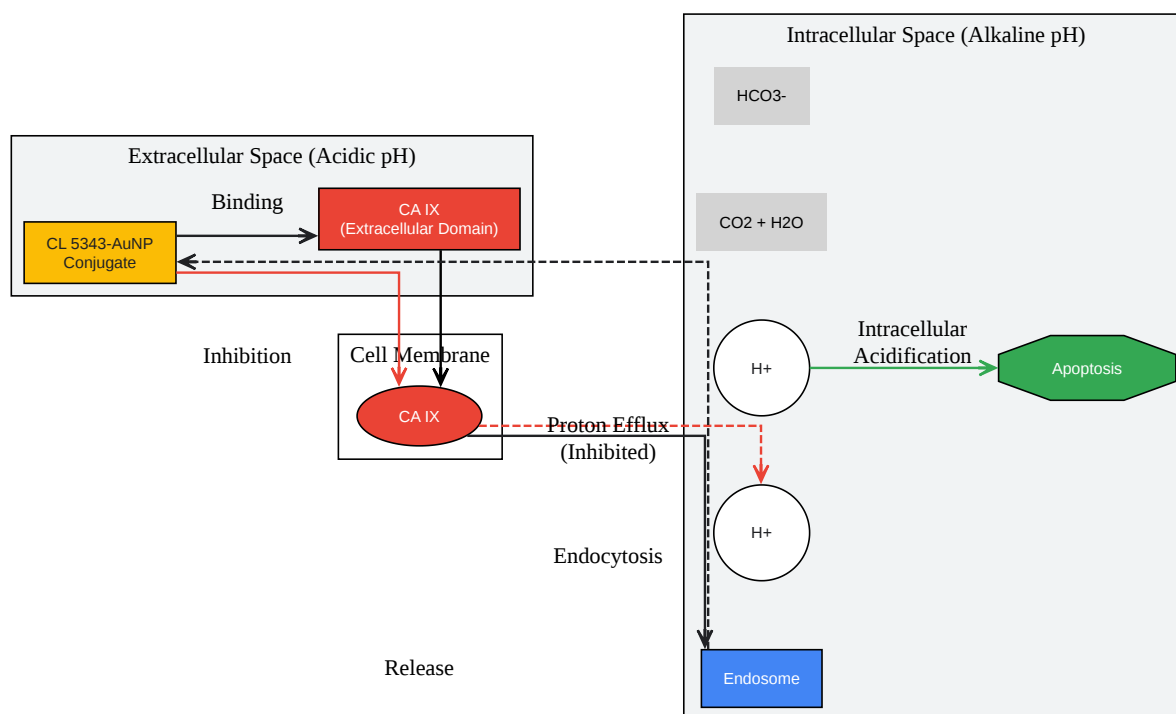 Intracellular Space (Alkaline pH)
HCO3-
Extracellular Space (Acidic pH)
Binding
CA IX
(Extracellular Domain)
CL 5343-AuNP
Conjugate
CO2 + H2O
Inhibition
Cell Membrane
CA IX
H+
Intracellular
Acidification
Apoptosis
Proton Efflux
(Inhibited)
H+
Endocytosis
Release
Endosome